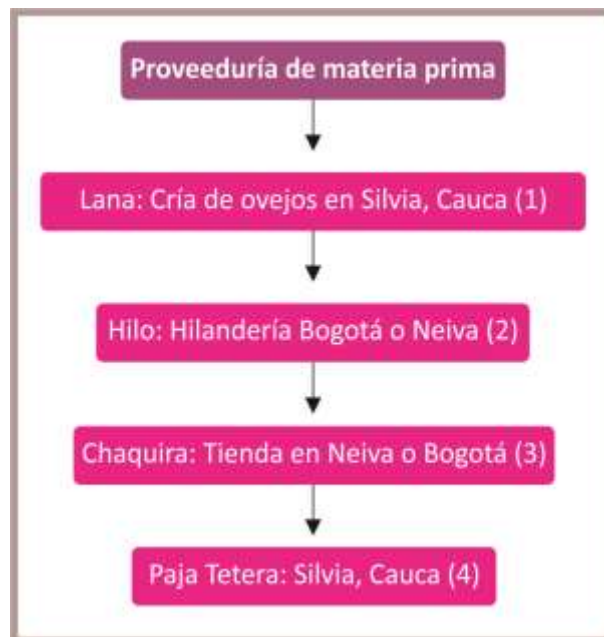 Proveeduría de materia prima
Lana: Cría de ovejos en Silvia, Cauca (1)
Hilo: Hilandería Bogotá o Neiva (2)
Chaquira: Tienda en Neiva o Bogotá (3)
Paja Tetera: Silvia, Cauca (4)